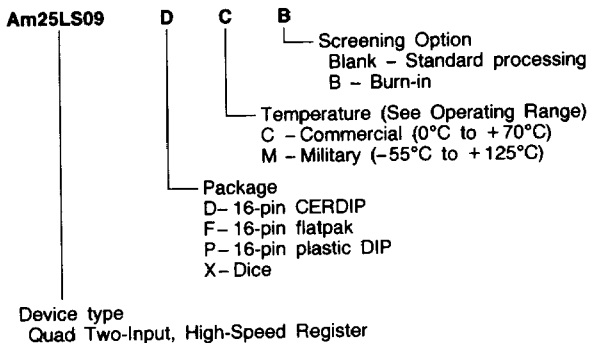 Am25LS09 D C B
Screening Option
Blank – Standard processing
B – Burn-in
Temperature (See Operating Range)
C – Commercial (0°C to +70°C)
M – Military (–55°C to +125°C)
Package
D– 16-pin CERDIP
F– 16-pin flatpak
P– 16-pin plastic DIP
X– Dice
Device type
Quad Two-Input, High-Speed Register